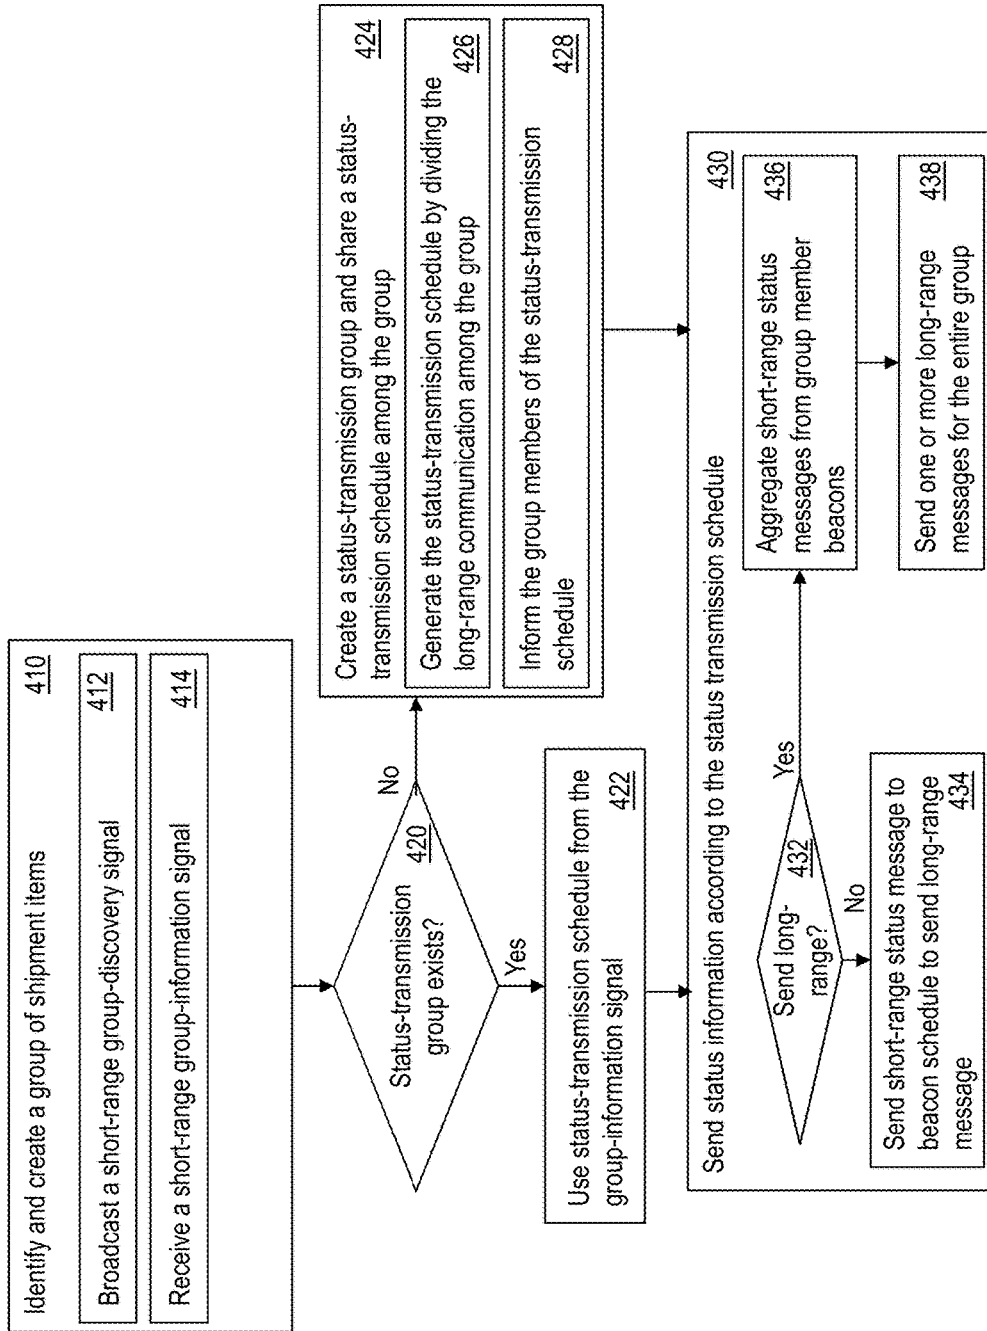 Identify and create a group of shipment items
410
Broadcast a short-range group-discovery signal
412
Receive a short-range group-information signal
414
Status-transmission
group exists?
420
No
Yes
Create a status-transmission group and share a status-
transmission schedule among the group
424
Generate the status-transmission schedule by dividing the
long-range communication among the group
426
Inform the group members of the status-transmission
schedule
428
Use status-transmission schedule from the
group-information signal
422
Send status information according to the status transmission schedule
430
Send long-
range?
432
Yes
No
Send short-range status message to
beacon schedule to send long-range
message
434
Aggregate short-range status
messages from group member
beacons
436
Send one or more long-range
messages for the entire group
438